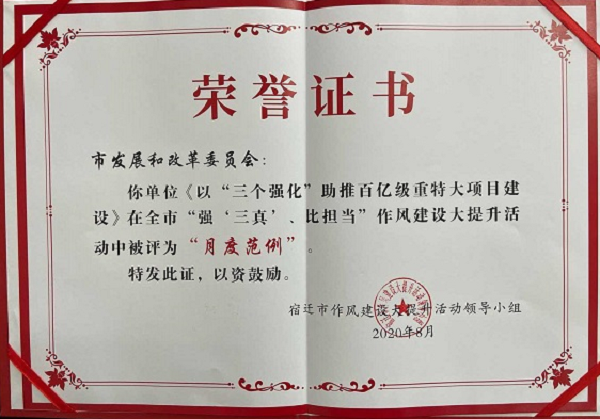 荣誉证书
市发展和改革委员会：
你单位《以“三个强化”助推百亿级重特大项目建
设》在全市“强‘三真’、比担当”作风建设大提升活
动中被评为“月度范例”。
特发此证，以资鼓励。
宿迁市作风建设大提升活动领导小组
2020年8月